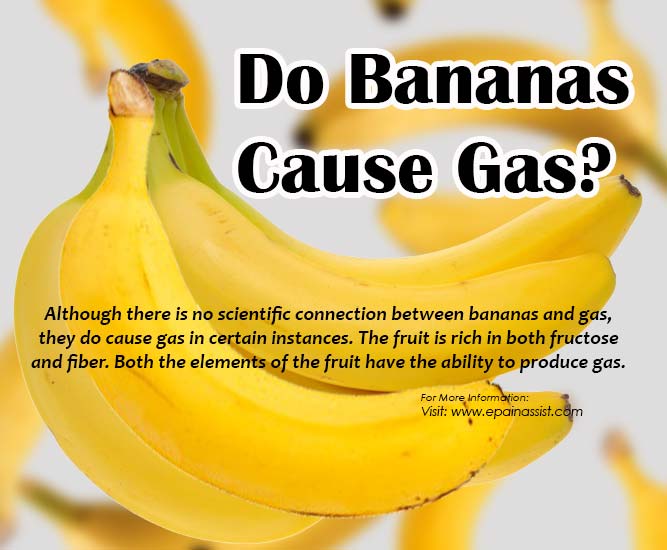 Do Bananas
Cause Gas?
Although there is no scientific connection between bananas and gas,
they do cause gas in certain instances. The fruit is rich in both fructose
and fiber. Both the elements of the fruit have the ability to produce gas.
For More Information:
Visit: www.epainassist.com